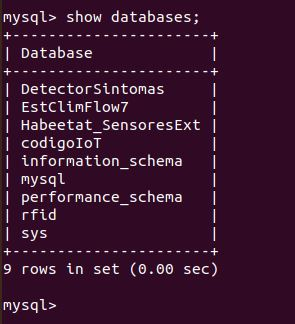 mysql> show databases;
+----------------------+
| Database             |
+----------------------+
| DetectorSintomas     |
| EstClimFlow7         |
| Habeetat_SensoresExt |
| codigoIoT            |
| information_schema   |
| mysql                |
| performance_schema   |
| rfid                 |
| sys                  |
+----------------------+
9 rows in set (0.00 sec)
mysql>